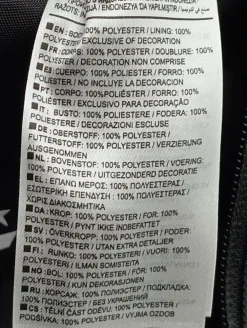 INDONEZYA'DA YAPILMIŞTIR /
EN: BODY: 100% POLYESTER / LINING: 100%
POLYESTER / EXCLUSIVE OF DECORATION
FR: CORPS: 100% POLYESTER / DOUBLURE: 100%
POLYESTER / DECORATION NON COMPRISE
ES: CUERPO: 100% POLIÉSTER / FORRO: 100%
POLIÉSTER / NO INCLUYE LA DECORACION
PT: CORPO: 100% POLIÉSTER / FORRO: 100%
POLIÉSTER / EXCLUSIVO PARA DECORAÇÃO
IT: BUSTO: 100% POLIESTERE / FODERA: 100%
POLIESTERE / DECORAZIONI ESCLUSE
DE: OBERSTOFF: 100% POLYESTER /
FUTTERSTOFF: 100% POLYESTER / VERZIERUNG
AUSGENOMMEN
NL: BOVENSTOF: 100% POLYESTER / VOERING:
100% POLYESTER / UITGEZONDERD DECORATIE
EL: ΕΠΑΝΩ ΜΕΡΟΣ: 100% ΠΟΛΥΕΣΤΕΡΑΣ /
ΕΣΩΤΕΡΙΚΗ ΕΠΕΝΔΥΣΗ : 100% ΠΟΛΥΕΣΤΕΡΑΣ /
ΧΩΡΙΣ ΔΙΑΚΟΣΜΗΤΙΚΑ
DA: KROP: 100% POLYESTER / FOR: 100%
POLYESTER / PYNT IKKE INDBEFATTET
SV: ÖVERKROPP: 100% POLYESTER / FODER:
100% POLYESTER / UTAN EXTRA DETALJER
FI: RUNKO: 100% POLYESTERI / VUORI: 100%
POLYESTERI / ILMAN SOMISTEITA
NO: BOL: 100% POLYESTER / FÔR: 100%
POLYESTER / KUN DEKORASJONEN
RU: КОРСАЖ: 100% ПОЛИЭСТЕР / ПОДКЛАДКА:
100% ПОЛИЭСТЕР / БЕЗ УКРАШЕНИЙ
CS: TĚLNÍ ČÁST ODĚVU: 100% POLYESTER /
PODŠÍVKA: 100% POLYESTER / VYJMA OZDOB